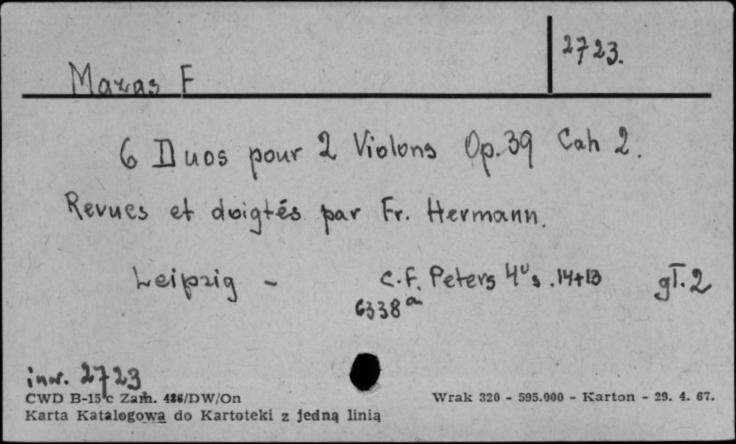 2723.
Mazas F
6 Duos pour 2 Violons Op. 39 Cah 2.
Revues et doigtés par Fr. Hermann.
Leipzig - C.F. Peters 4° s. 14+13 gł. 2
6338a
inw. 2723
CWD B-15 c Zam. 486/DW/On
Wrak 320 - 595.000 - Karton - 29. 4. 67.
Karta Katalogowa do Kartoteki z jedną linią